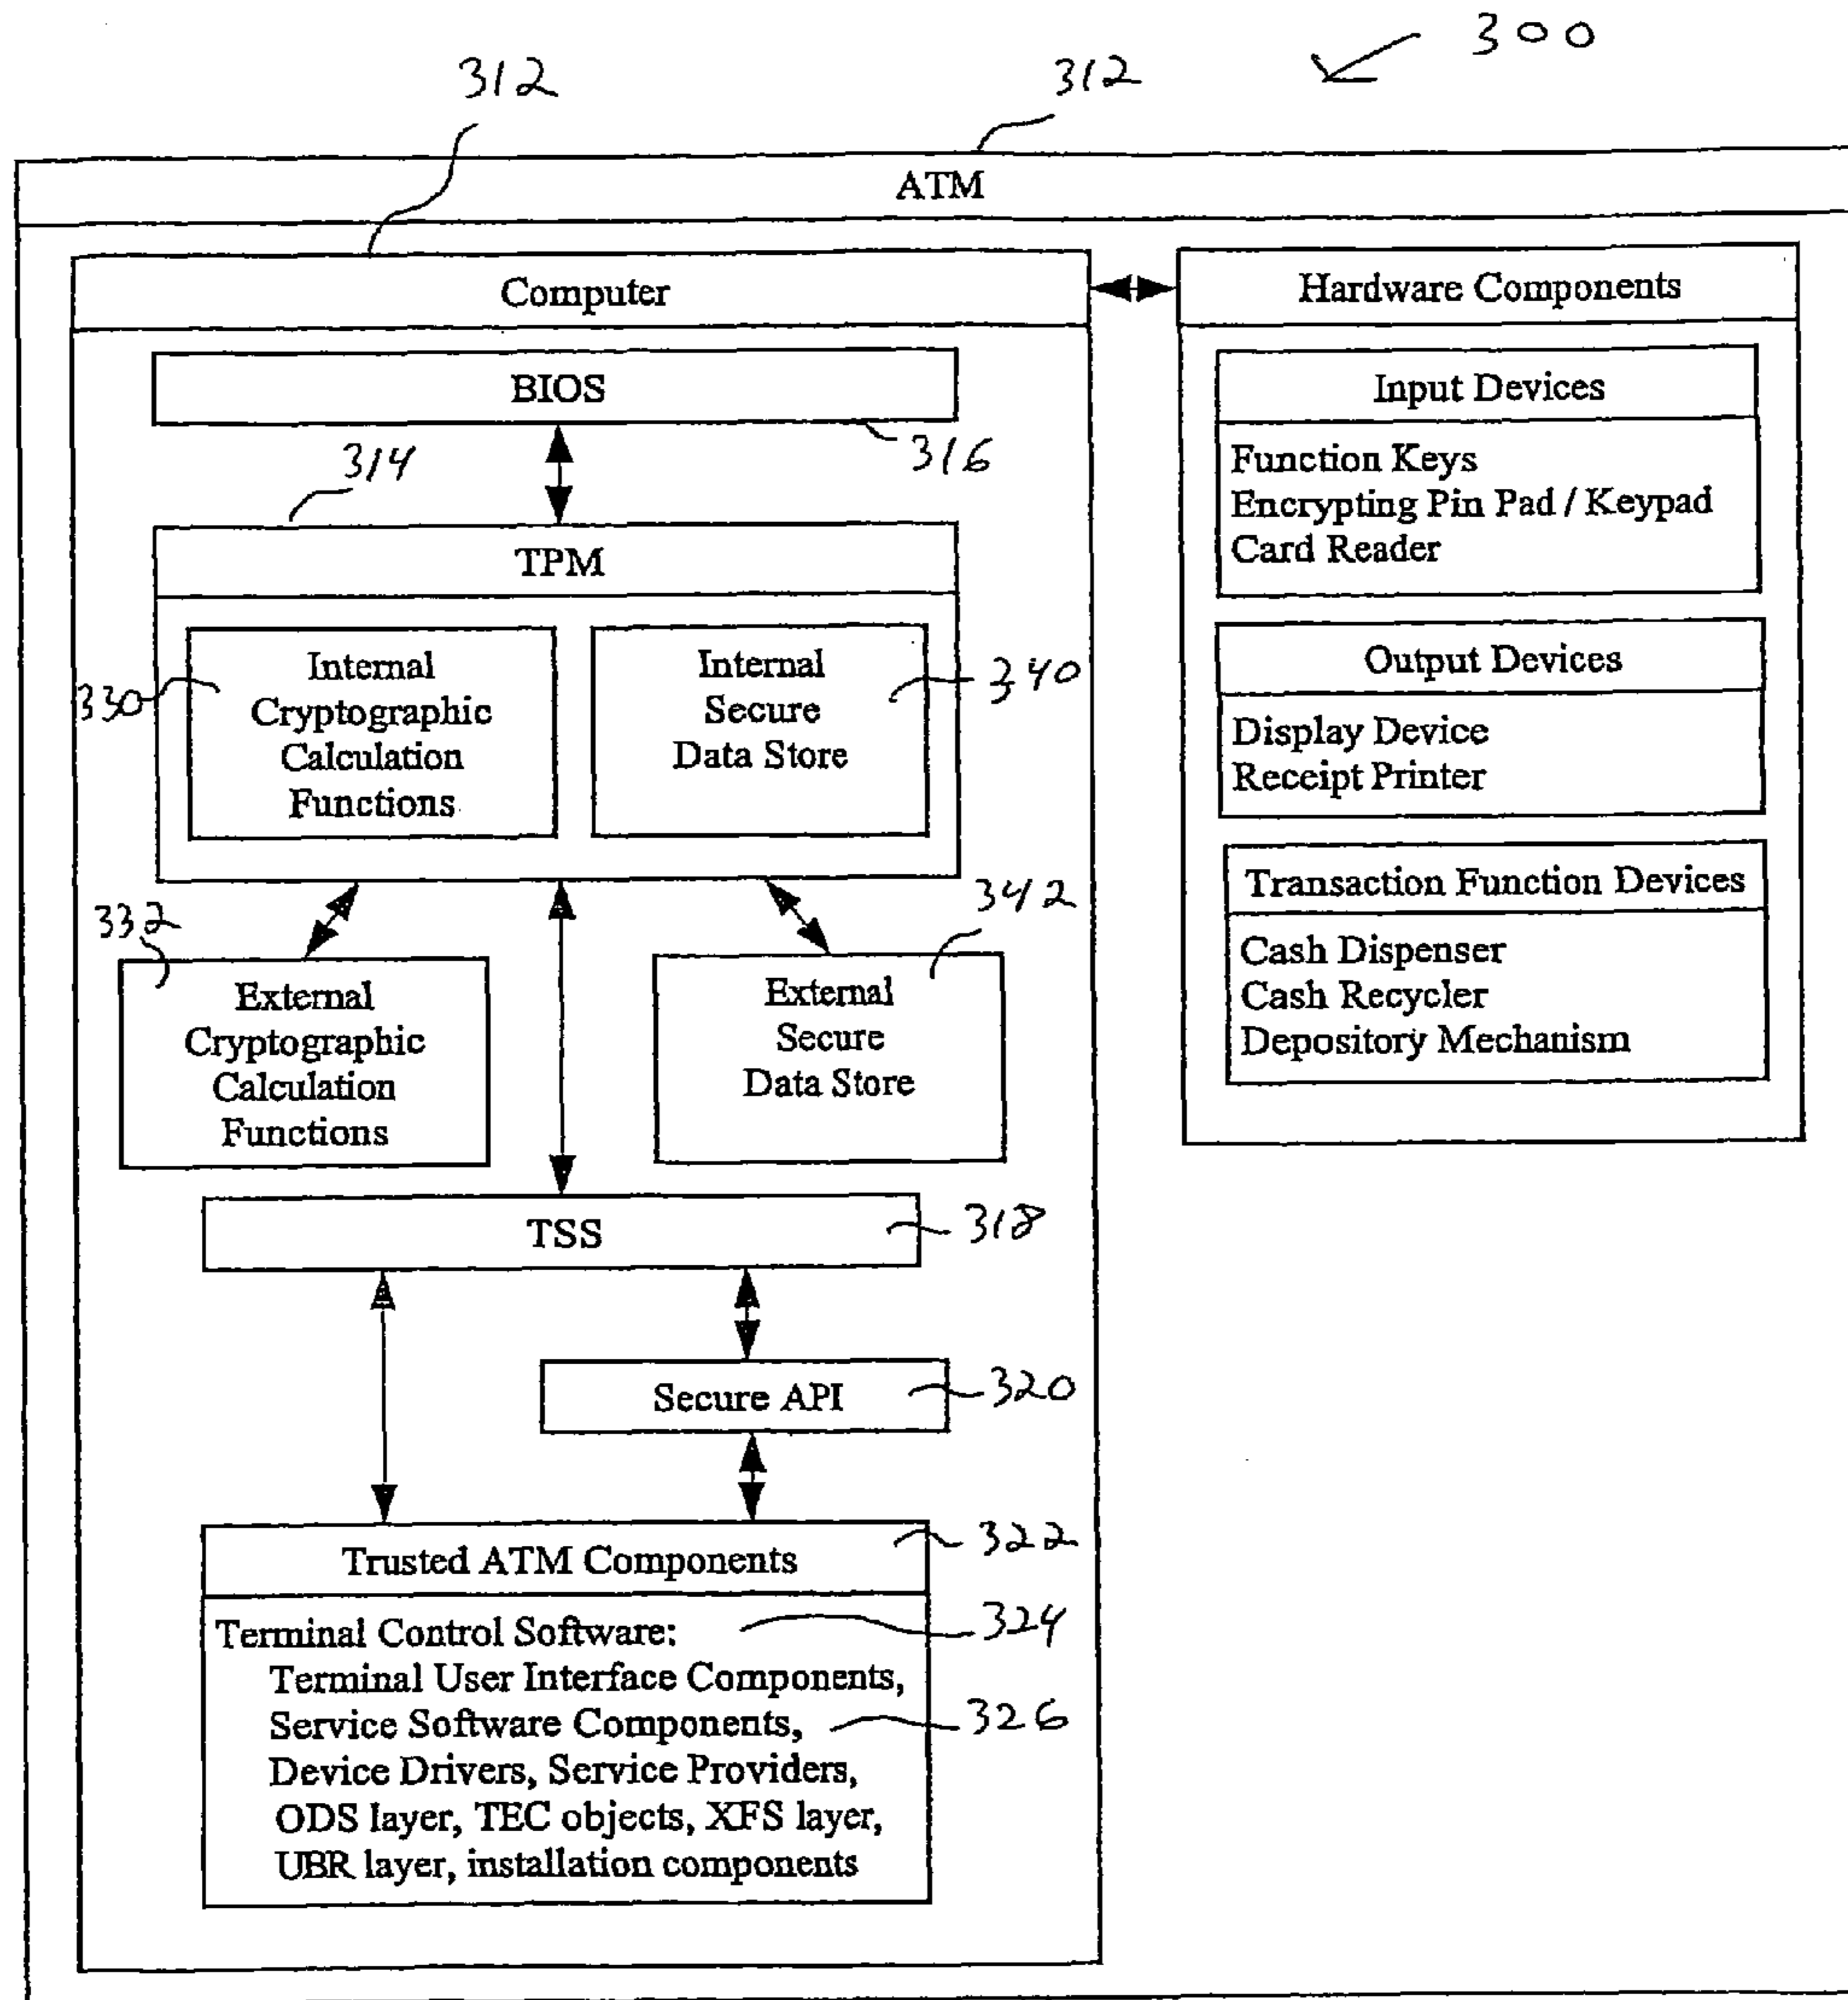 300
312
312
ATM
Computer
BIOS
316
314
TPM
330
Internal
Cryptographic
Calculation
Functions
Internal
Secure
Data Store
340
332
External
Cryptographic
Calculation
Functions
342
External
Secure
Data Store
TSS
318
Secure API
320
Trusted ATM Components
322
Terminal Control Software:
324
Terminal User Interface Components,
Service Software Components,
326
Device Drivers, Service Providers,
ODS layer, TEC objects, XFS layer,
UBR layer, installation components
Hardware Components
Input Devices
Function Keys
Encrypting Pin Pad / Keypad
Card Reader
Output Devices
Display Device
Receipt Printer
Transaction Function Devices
Cash Dispenser
Cash Recycler
Depository Mechanism